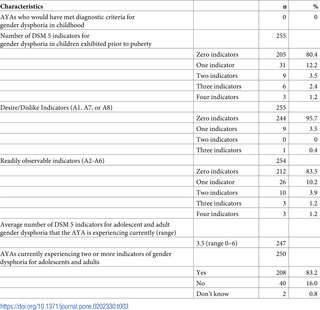 Characteristics n %
AYAs who would have met diagnostic criteria for 0 0
gender dysphoria in childhood
Number of DSM 5 indicators for 255
gender dysphoria in children exhibited prior to puberty
Zero indicators 205 80.4
One indicator 31 12.2
Two indicators 9 3.5
Three indicators 6 2.4
Four indicators 3 1.2
Desire/Dislike Indicators (A1, A7, or A8) 255
Zero indicators 244 95.7
One indicator 9 3.5
Two indicators 0 0
Three indicators 1 0.4
Readily observable indicators (A2-A6) 254
Zero indicators 212 83.5
One indicator 26 10.2
Two indicators 10 3.9
Three indicators 3 1.2
Four indicators 3 1.2
Average number of DSM 5 indicators for adolescent and adult
gender dysphoria that the AYA is experiencing currently (range)
3.5 (range 0–6) 247
AYAs currently experiencing two or more indicators of gender 250
dysphoria for adolescents and adults
Yes 208 83.2
No 40 16.0
Don't know 2 0.8
https://doi.org/10.1371/journal.pone.0202330.t003